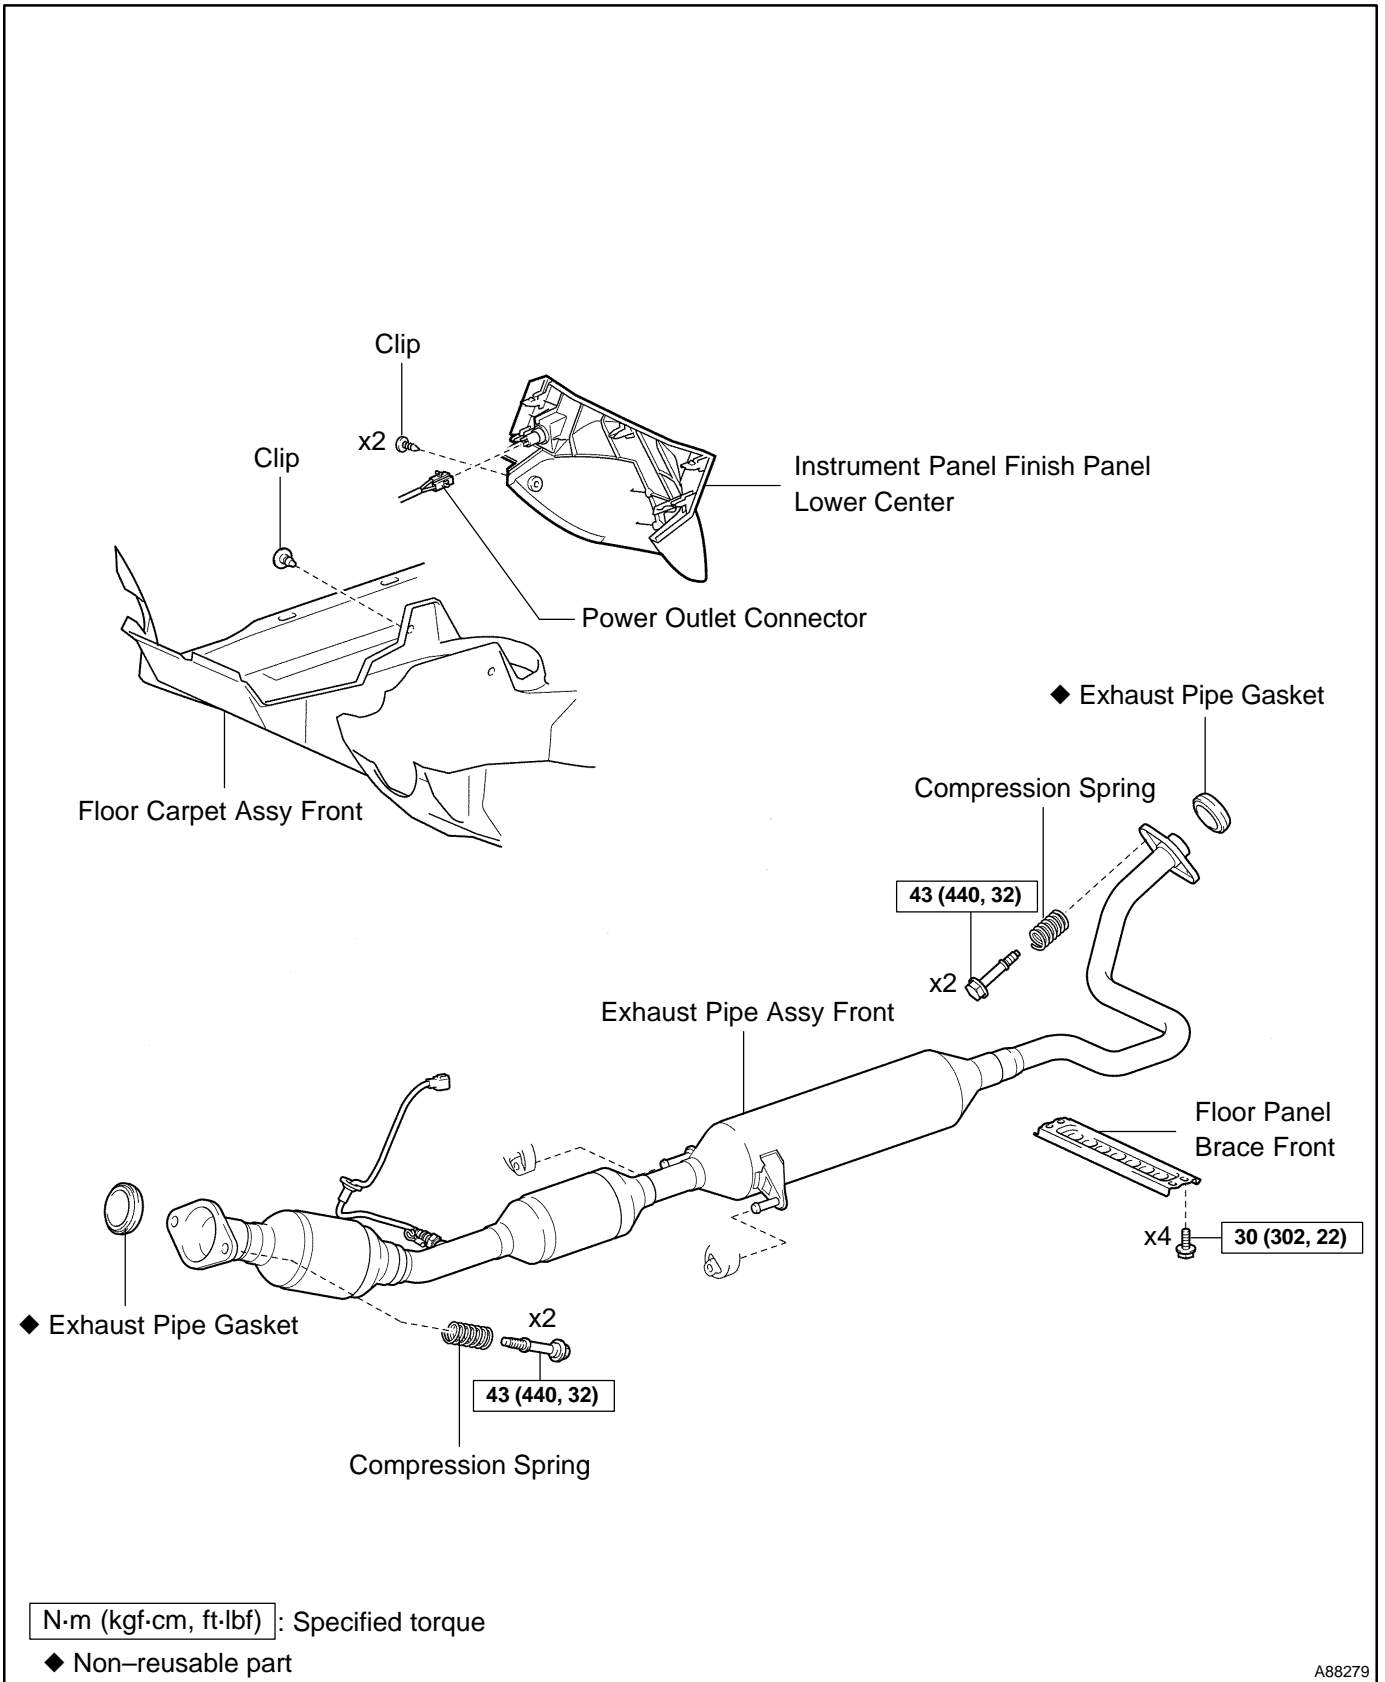 Clip
x2
Clip
Instrument Panel Finish Panel
Lower Center
Power Outlet Connector
◆ Exhaust Pipe Gasket
Compression Spring
Floor Carpet Assy Front
43 (440, 32)
x2
Exhaust Pipe Assy Front
Floor Panel
Brace Front
x4
30 (302, 22)
◆ Exhaust Pipe Gasket
x2
43 (440, 32)
Compression Spring
N·m (kgf·cm, ft·lbf) : Specified torque
◆ Non–reusable part
A88279